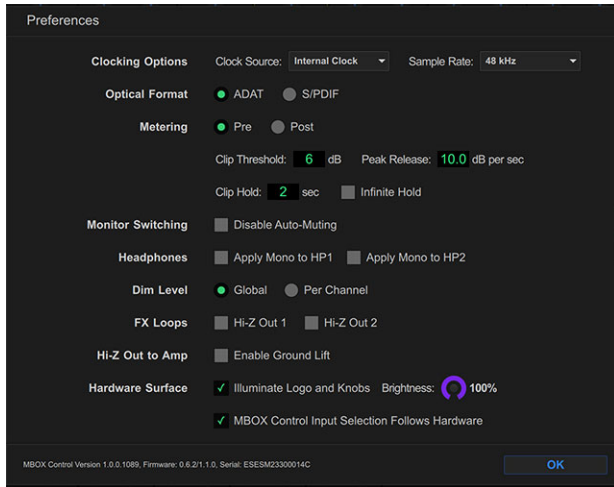 Preferences
Clocking Options Clock Source: Internal Clock Sample Rate: 48 kHz
Optical Format ADAT S/PDIF
Metering Pre Post
Clip Threshold: 6 dB Peak Release: 10.0 dB per sec
Clip Hold: 2 sec Infinite Hold
Monitor Switching Disable Auto-Muting
Headphones Apply Mono to HP1 Apply Mono to HP2
Dim Level Global Per Channel
FX Loops Hi-Z Out 1 Hi-Z Out 2
Hi-Z Out to Amp Enable Ground Lift
Hardware Surface Illuminate Logo and Knobs Brightness: 100%
MBOX Control Input Selection Follows Hardware
MBOX Control Version 1.0.0.1089, Firmware: 0.6.2/1.1.0, Serial: ESESM23300014C OK